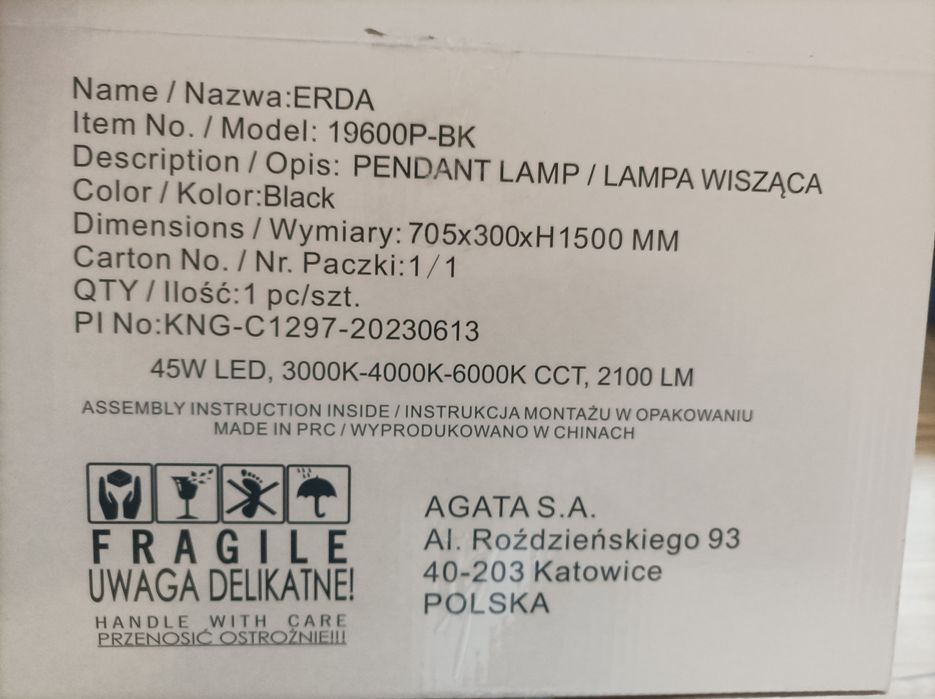 Name / Nazwa:ERDA
Item No. / Model: 19600P-BK
Description / Opis: PENDANT LAMP / LAMPA WISZĄCA
Color / Kolor:Black
Dimensions / Wymiary: 705x300xH1500 MM
Carton No. / Nr. Paczki:1/1
QTY / Ilość:1 pc/szt.
PI No:KNG-C1297-20230613
45W LED, 3000K-4000K-6000K CCT, 2100 LM
ASSEMBLY INSTRUCTION INSIDE / INSTRUKCJA MONTAŻU W OPAKOWANIU
MADE IN PRC / WYPRODUKOWANO W CHINACH
FRAGILE
UWAGA DELIKATNE!
HANDLE WITH CARE
PRZENOSIĆ OSTROŻNIE!!!
AGATA S.A.
Al. Roździeńskiego 93
40-203 Katowice
POLSKA